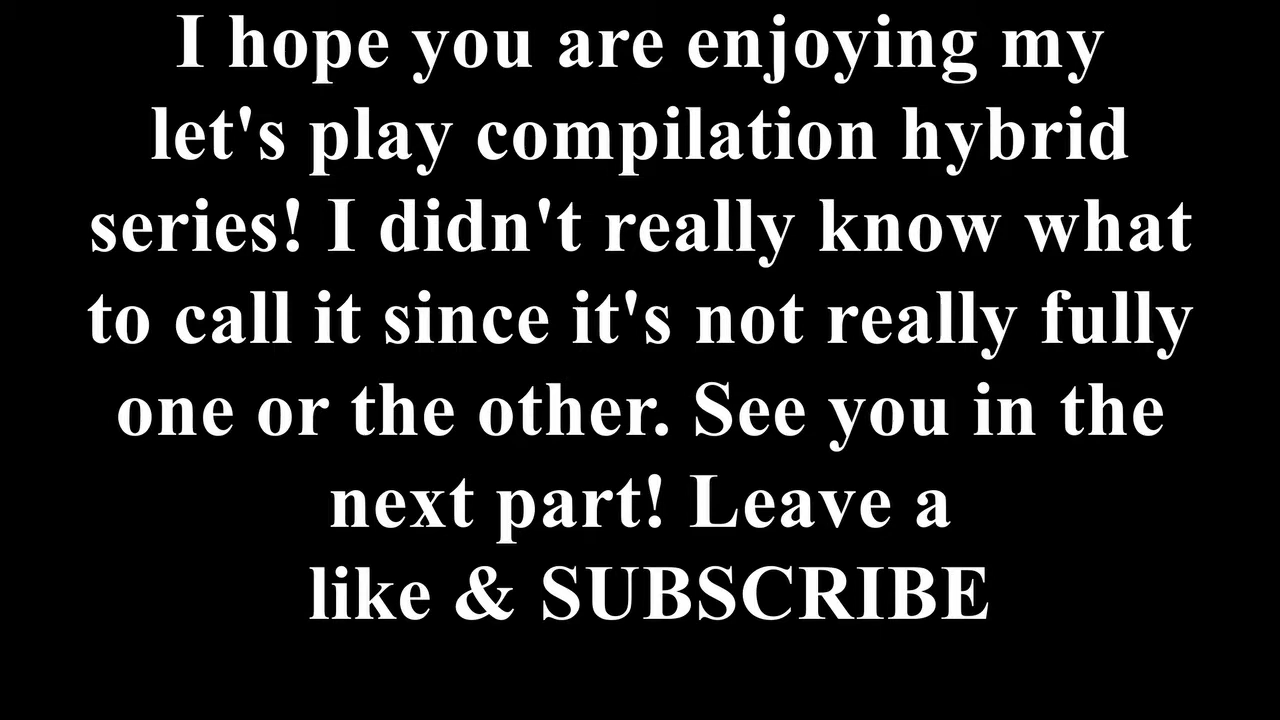 I hope you are enjoying my
let's play compilation hybrid
series! I didn't really know what
to call it since it's not really fully
one or the other. See you in the
next part! Leave a
like & SUBSCRIBE